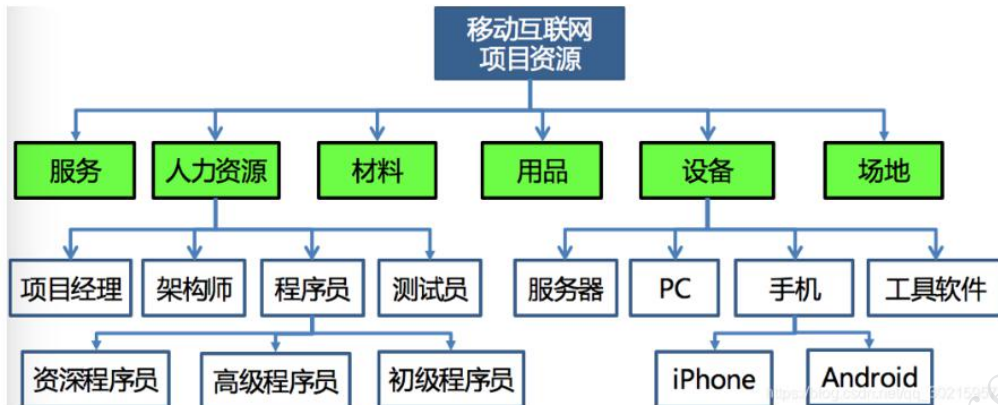 移动互联网
项目资源
服务
人力资源
材料
用品
设备
场地
项目经理
架构师
程序员
测试员
服务器
PC
手机
工具软件
资深程序员
高级程序员
初级程序员
iPhone
Android